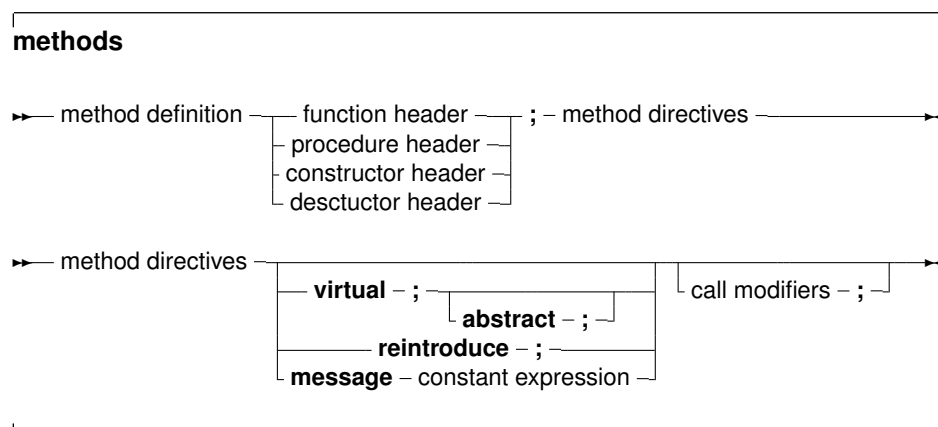 methods
method definition function header ; method directives
procedure header
constructor header
desctuctor header
method directives
virtual ; call modifiers ;
abstract ;
reintroduce ;
message constant expression